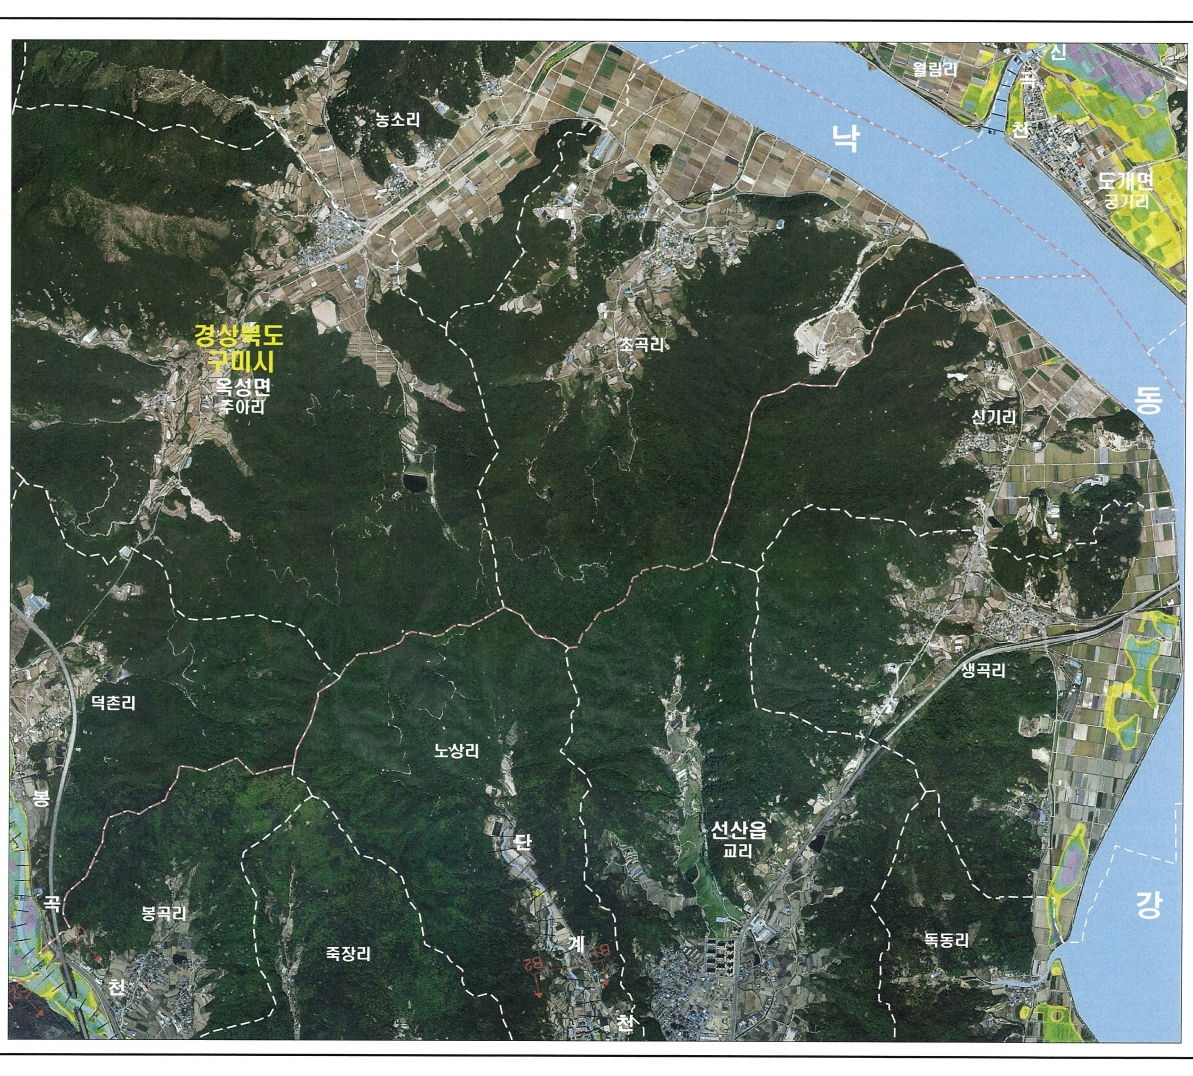 신
곡
천
월림리
농소리
낙
도개면
궁기리
경상북도
구미시
옥성면
주아리
초곡리
신기리
동
생곡리
덕촌리
노상리
봉
곡
천
단
계
천
선산읍
교리
강
봉곡리
죽장리
독동리
B2
B1